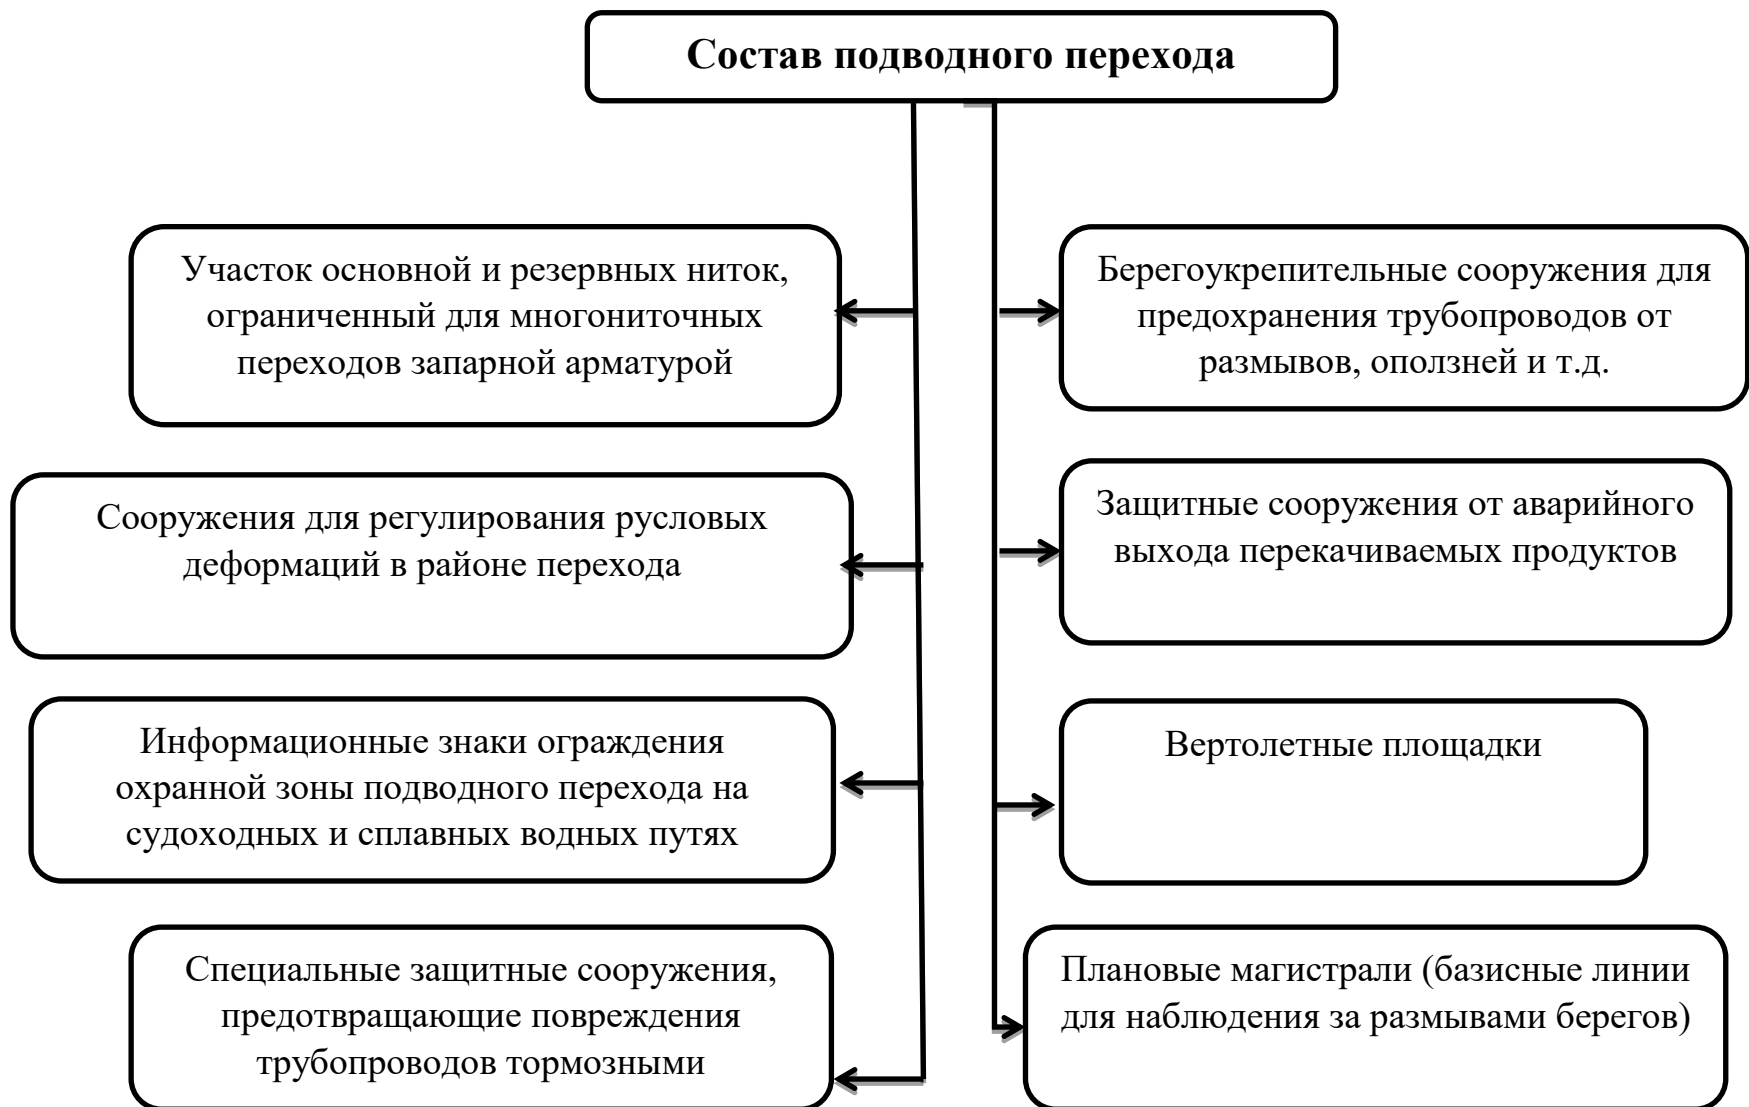 Состав подводного перехода
Участок основной и резервных ниток,
ограниченный для многониточных
переходов запарной арматурой
Берегоукрепительные сооружения для
предохранения трубопроводов от
размывов, оползней и т.д.
Сооружения для регулирования русловых
деформаций в районе перехода
Защитные сооружения от аварийного
выхода перекачиваемых продуктов
Информационные знаки ограждения
охранной зоны подводного перехода на
судоходных и сплавных водных путях
Вертолетные площадки
Специальные защитные сооружения,
предотвращающие повреждения
трубопроводов тормозными
Плановые магистрали (базисные линии
для наблюдения за размывами берегов)